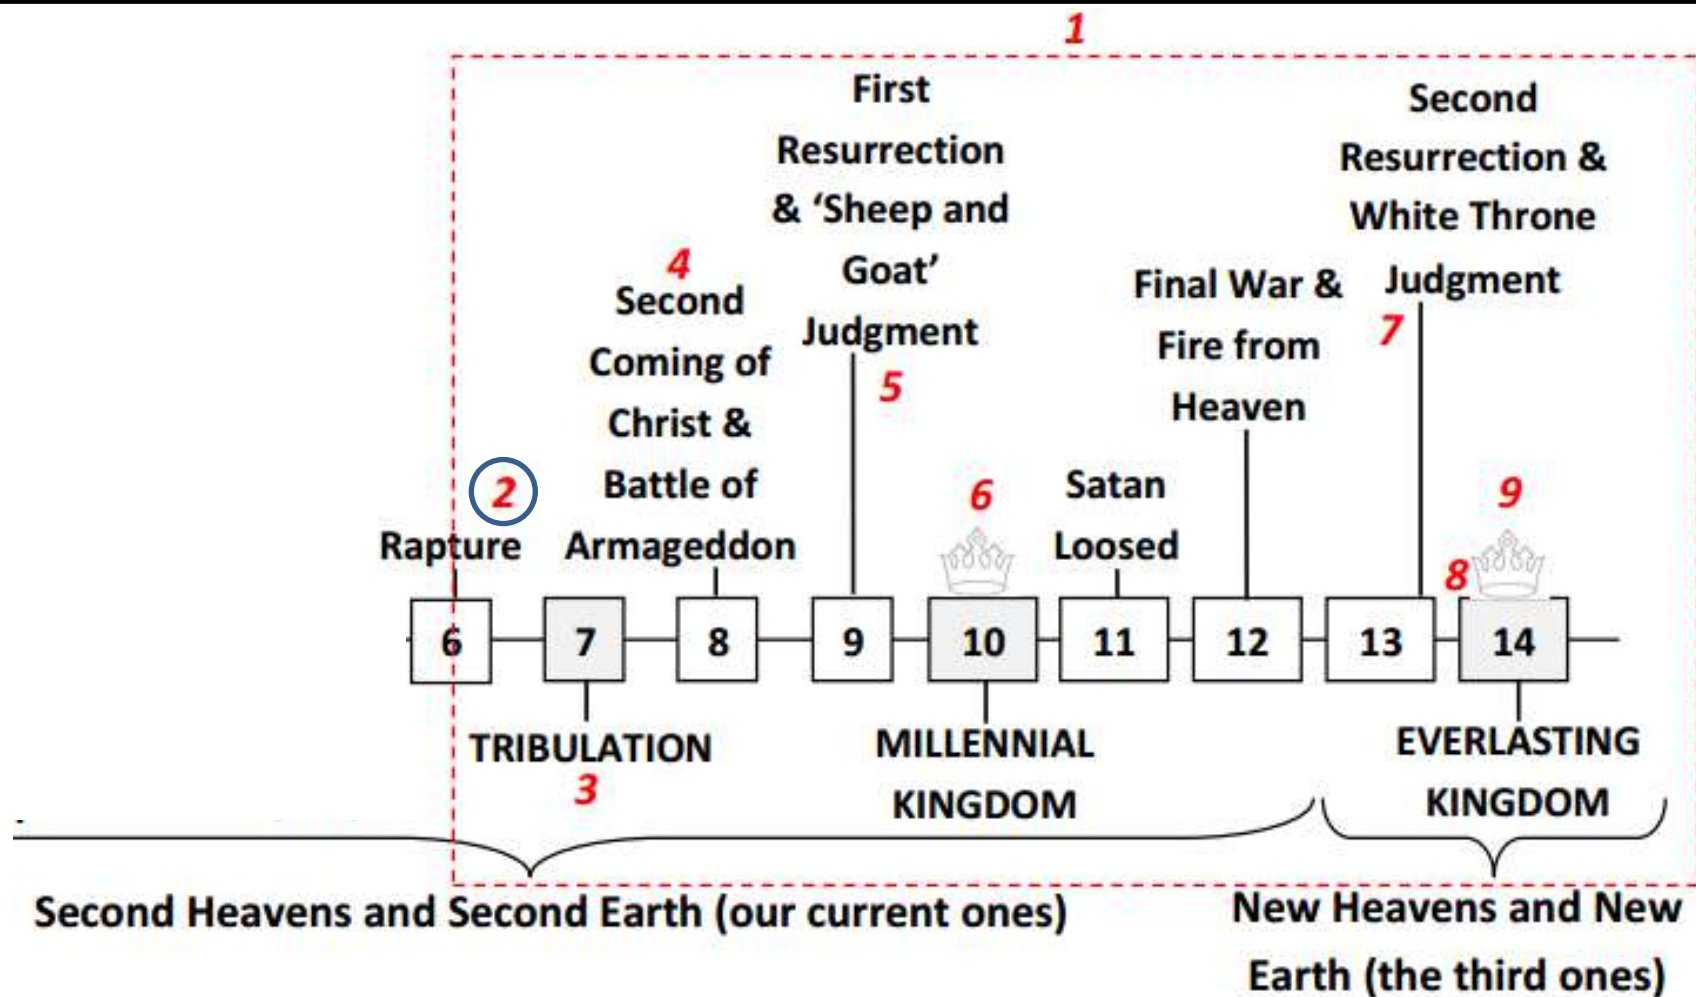 1
First
Resurrection
& ‘Sheep and
Goat’
Judgment
5
Second
Resurrection &
White Throne
Judgment
7
4
Second
Coming of
Christ &
Battle of
Armageddon
Final War &
Fire from
Heaven
2
Rapture
6
Satan
Loosed
9
8
6 7 8 9 10 11 12 13 14
TRIBULATION
3
MILLENNIAL
KINGDOM
EVERLASTING
KINGDOM
Second Heavens and Second Earth (our current ones)
New Heavens and New
Earth (the third ones)